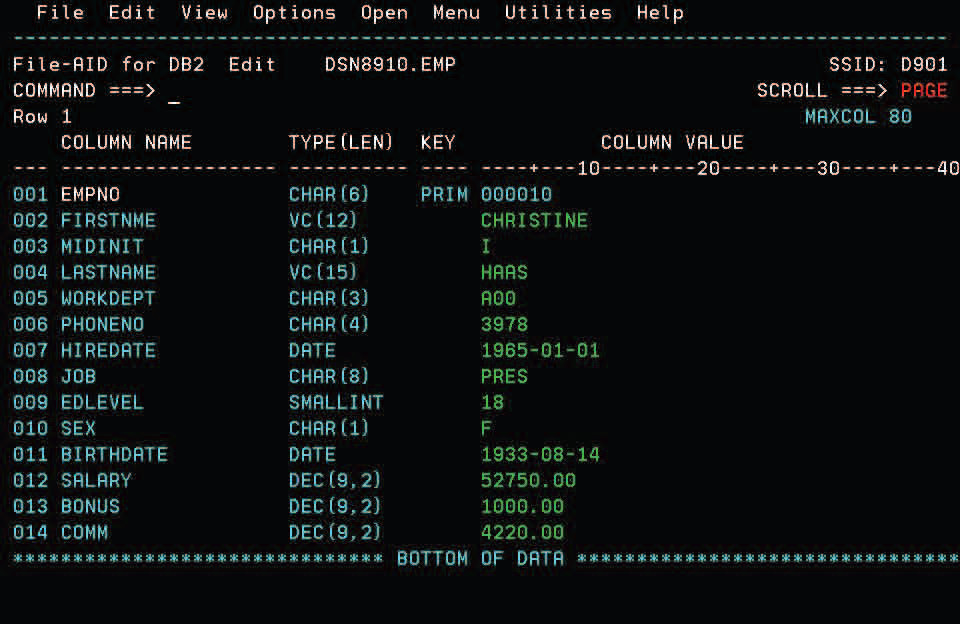 File  Edit  View  Options  Open  Menu  Utilities  Help
------------------------------------------------------------------------------
File-AID for DB2  Edit    DSN8910.EMP                               SSID: D901
COMMAND ===> _                                                SCROLL ===> PAGE
Row 1                                                             MAXCOL 80
    COLUMN NAME        TYPE(LEN)  KEY            COLUMN VALUE
--- ------------------ ---------- ---- ----+---10----+---20----+---30----+---40
001 EMPNO              CHAR(6)    PRIM 000010
002 FIRSTNME           VC(12)          CHRISTINE
003 MIDINIT            CHAR(1)         I
004 LASTNAME           VC(15)          HAAS
005 WORKDEPT           CHAR(3)         A00
006 PHONENO            CHAR(4)         3978
007 HIREDATE           DATE            1965-01-01
008 JOB                CHAR(8)         PRES
009 EDLEVEL            SMALLINT        18
010 SEX                CHAR(1)         F
011 BIRTHDATE          DATE            1933-08-14
012 SALARY             DEC(9,2)        52750.00
013 BONUS              DEC(9,2)        1000.00
014 COMM               DEC(9,2)        4220.00
******************************* BOTTOM OF DATA ********************************